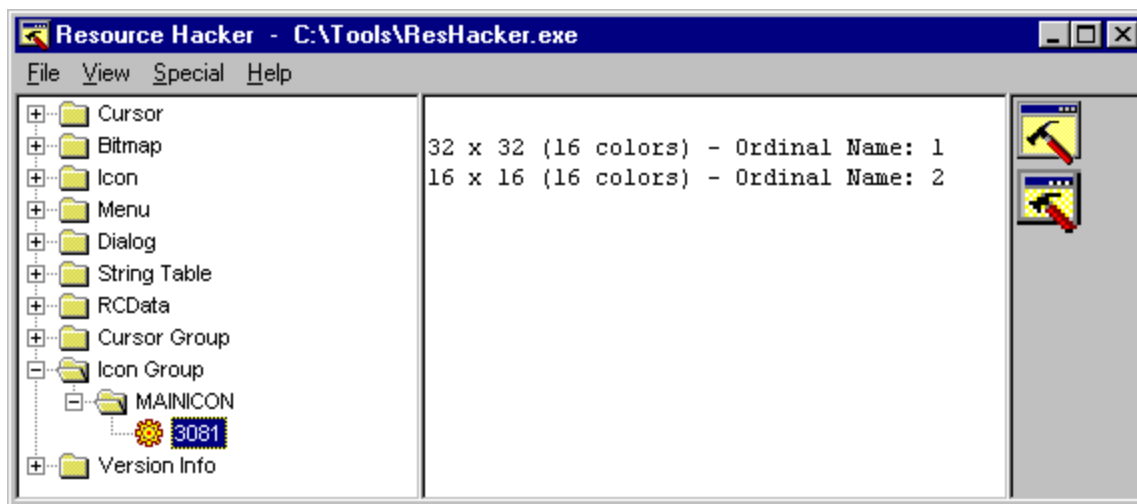 Resource Hacker - C:\Tools\ResHacker.exe
File View Special Help
Cursor
Bitmap
Icon
Menu
Dialog
String Table
RCData
Cursor Group
Icon Group
MAINICON
3081
Version Info
32 x 32 (16 colors) - Ordinal Name: 1
16 x 16 (16 colors) - Ordinal Name: 2